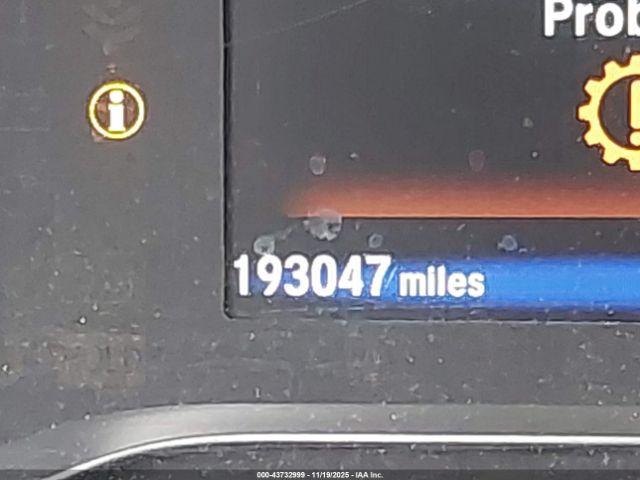 Prob
193047 miles
000-43732999 - 11/19/2025 - IAA Inc.